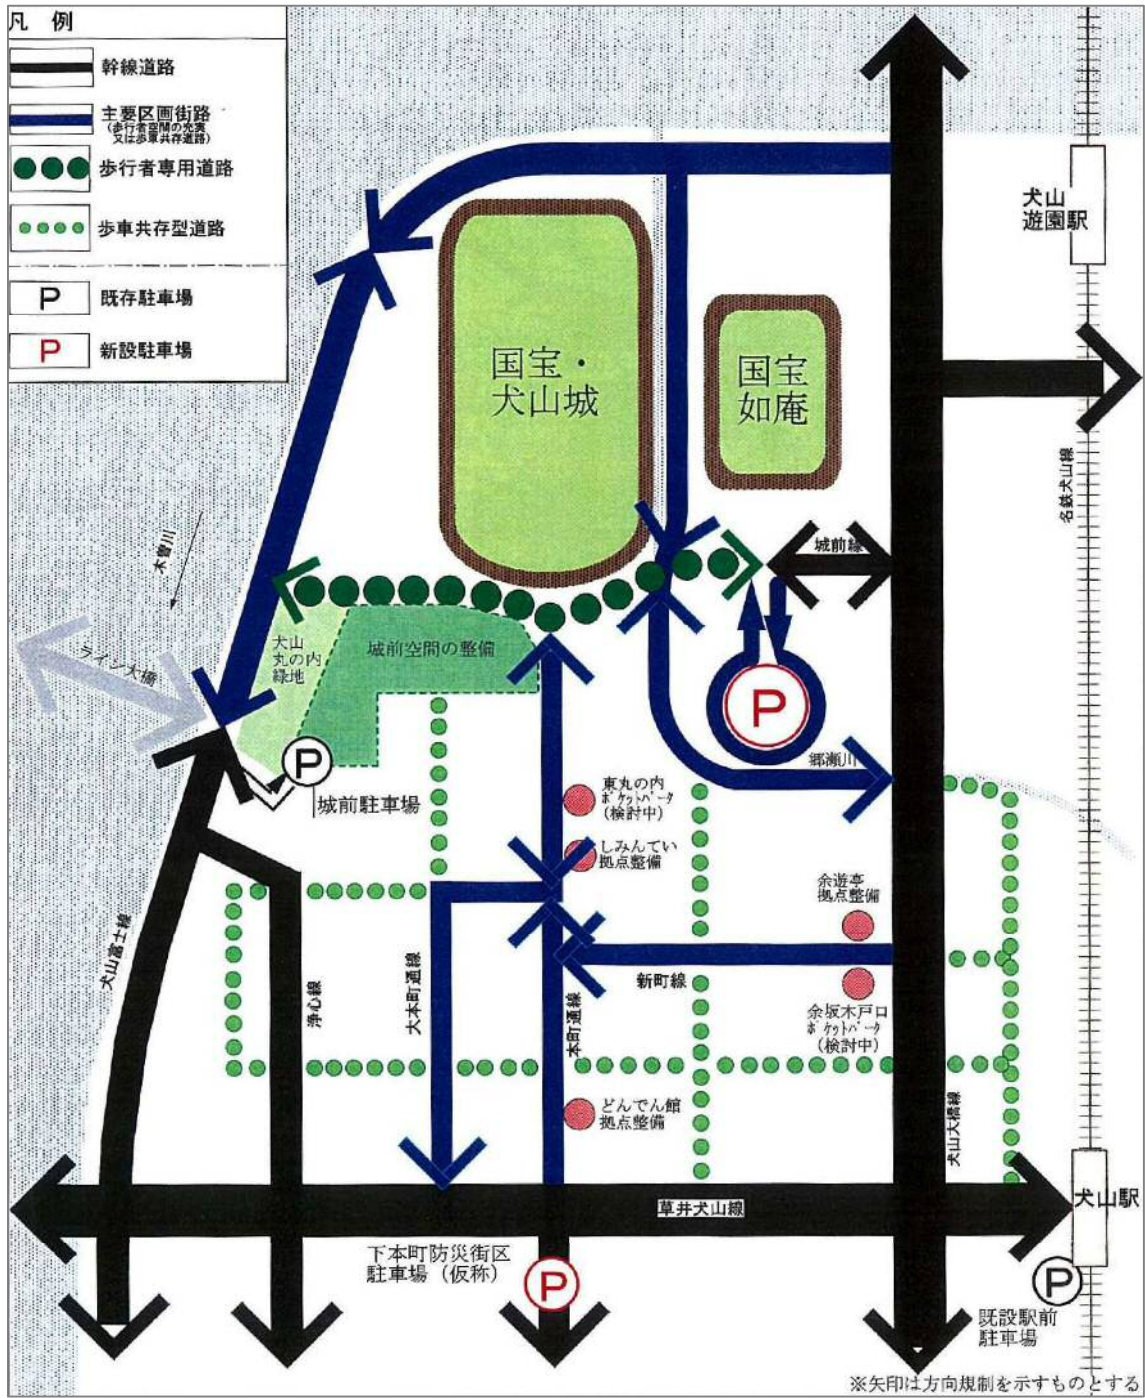 凡 例
幹線道路
主要区画街路
(歩行者空間の充実
又は歩車共存道路)
歩行者専用道路
歩車共存型道路
P 既存駐車場
P 新設駐車場
犬山
遊園駅
国宝・
犬山城
国宝
如庵
名鉄犬山線
城前線
木曽川
ライン大橋
犬山
丸の内
緑地
城前空間の整備
P
P
城前駐車場
郷瀬川
東丸の内
ポケットパーク
(検討中)
しみんてい
拠点整備
余遊亭
拠点整備
犬山富士線
浄心線
大本町通線
本町通線
新町線
余坂木戸口
ポケットパーク
(検討中)
どんでん館
拠点整備
犬山大橋線
草井犬山線
犬山駅
下本町防災街区
駐車場(仮称)
P
P
既設駅前
駐車場
※矢印は方向規制を示すものとする